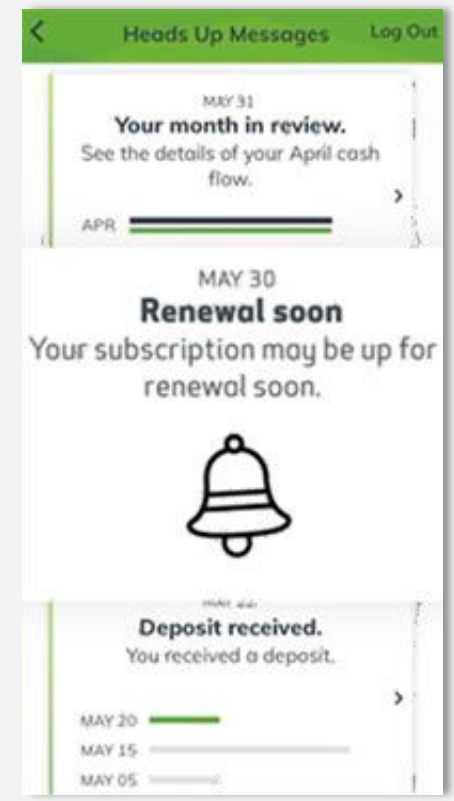 Heads Up Messages
Log Out
MAY 31
Your month in review.
See the details of your April cash
flow.
APR
MAY 30
Renewal soon
Your subscription may be up for
renewal soon.
MAY 22
Deposit received.
You received a deposit.
MAY 20
MAY 15
MAY 05